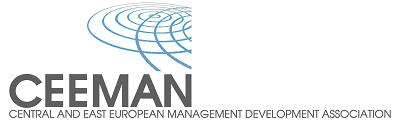 CEEMAN
CENTRAL AND EAST EUROPEAN MANAGEMENT DEVELOPMENT ASSOCIATION